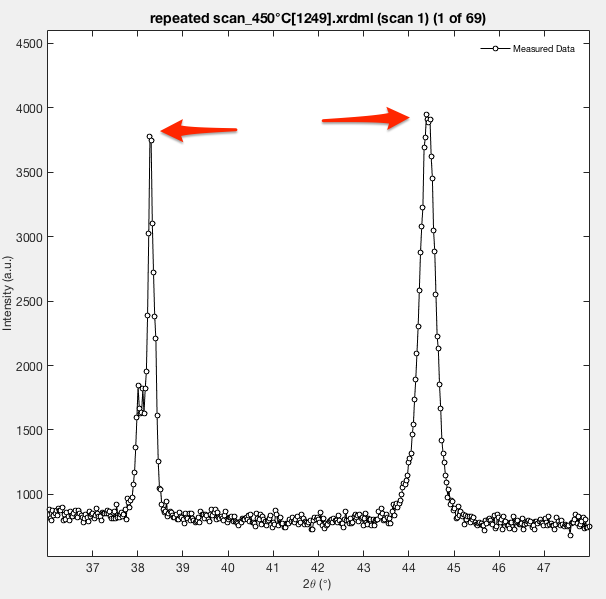 repeated scan_450°C[1249].xrdml (scan 1) (1 of 69)
Measured Data
4500
4000
3500
3000
2500
2000
1500
1000
Intensity (a.u.)
37 38 39 40 41 42 43 44 45 46 47
2θ (°)